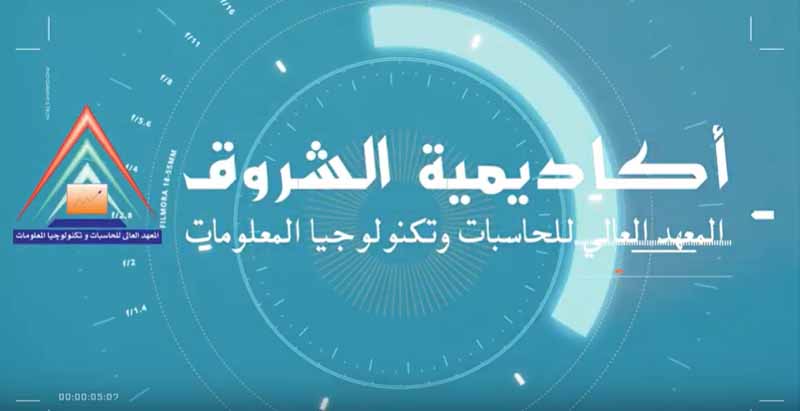 f/16
f/11
f/8
f/5.6
f/4
f/2.8
f/2
f/1.4
FILMORA 18-55MM
أكاديمية الشروق
المعهد العالي للحاسبات وتكنولوجيا المعلومات
المعهد العالى للحاسبات و تكنولوجيا المعلومات
00:00:05:07